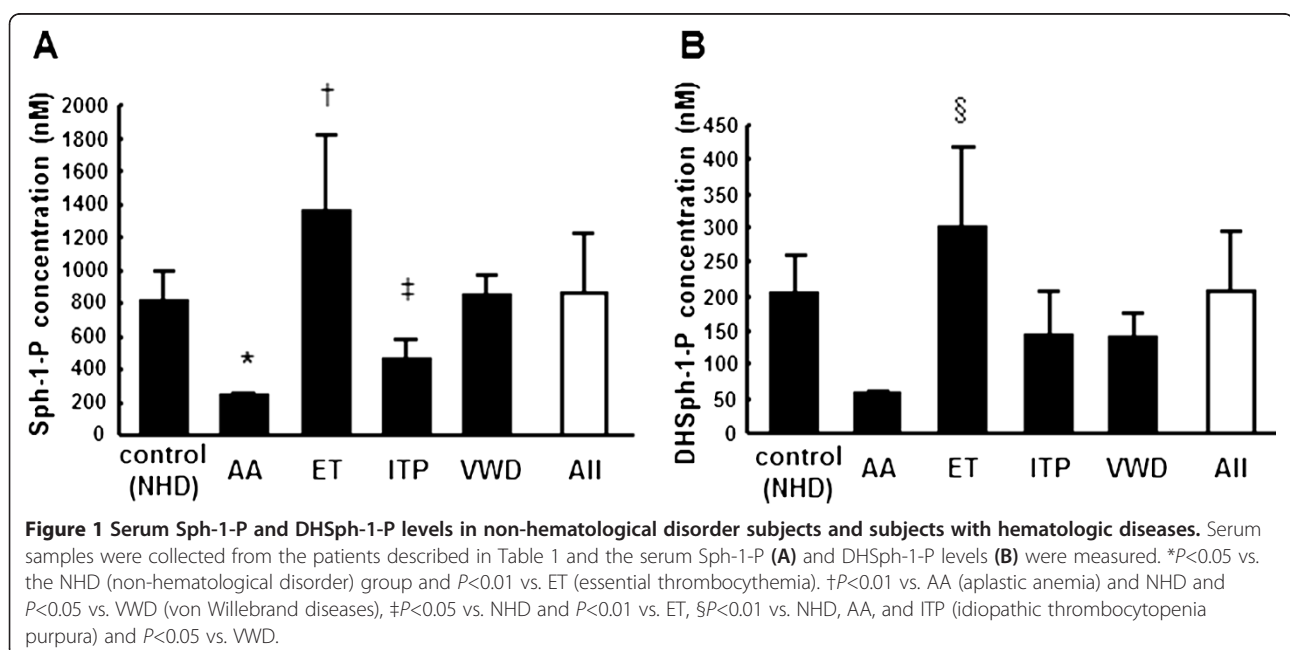 A
Sph-1-P concentration (nM)
2000
1800
1600
1400
1200
1000
800
600
400
200
0
*
†
‡
control
(NHD)
AA
ET
ITP
VWD
All
B
DHSph-1-P concentration (nM)
450
400
350
300
250
200
150
100
50
0
§
control
(NHD)
AA
ET
ITP
VWD
All
Figure 1 Serum Sph-1-P and DHSph-1-P levels in non-hematological disorder subjects and subjects with hematologic diseases. Serum
samples were collected from the patients described in Table 1 and the serum Sph-1-P (A) and DHSph-1-P levels (B) were measured. *P<0.05 vs.
the NHD (non-hematological disorder) group and P<0.01 vs. ET (essential thrombocythemia). †P<0.01 vs. AA (aplastic anemia) and NHD and
P<0.05 vs. VWD (von Willebrand diseases), ‡P<0.05 vs. NHD and P<0.01 vs. ET, §P<0.01 vs. NHD, AA, and ITP (idiopathic thrombocytopenia
purpura) and P<0.05 vs. VWD.